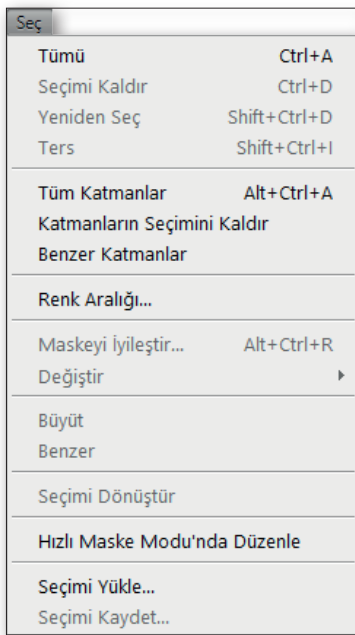 Seç
Tümü Ctrl+A
Seçimi Kaldır Ctrl+D
Yeniden Seç Shift+Ctrl+D
Ters Shift+Ctrl+I
Tüm Katmanlar Alt+Ctrl+A
Katmanların Seçimini Kaldır
Benzer Katmanlar
Renk Aralığı...
Maskeyi İyileştir... Alt+Ctrl+R
Değiştir
Büyüt
Benzer
Seçimi Dönüştür
Hızlı Maske Modu'nda Düzenle
Seçimi Yükle...
Seçimi Kaydet...